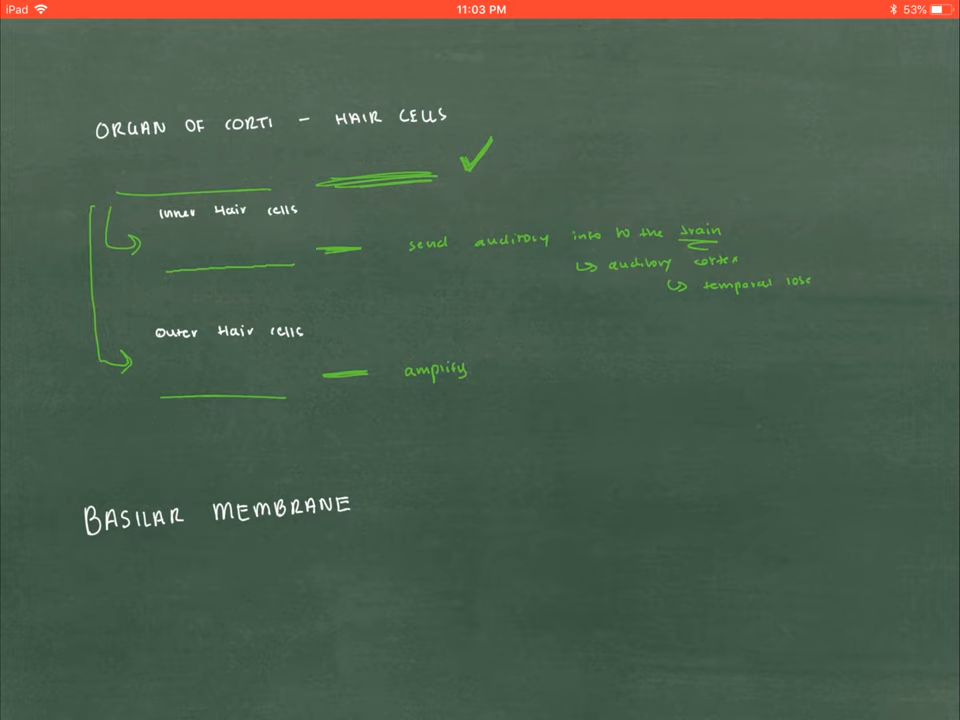 iPad
11:03 PM
53%
ORGAN OF CORTI - HAIR CELLS
Inner Hair cells
send auditory info to the brain
↳ auditory cortex
↳ temporal lobe
Outer Hair cells
amplify
BASILAR MEMBRANE